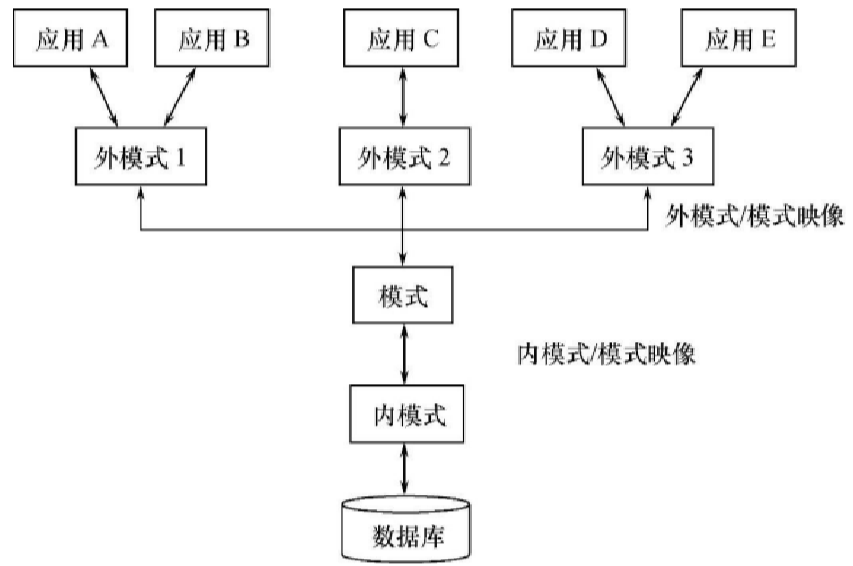 应用 A
应用 B
应用 C
应用 D
应用 E
外模式 1
外模式 2
外模式 3
外模式/模式映像
模式
内模式/模式映像
内模式
数据库